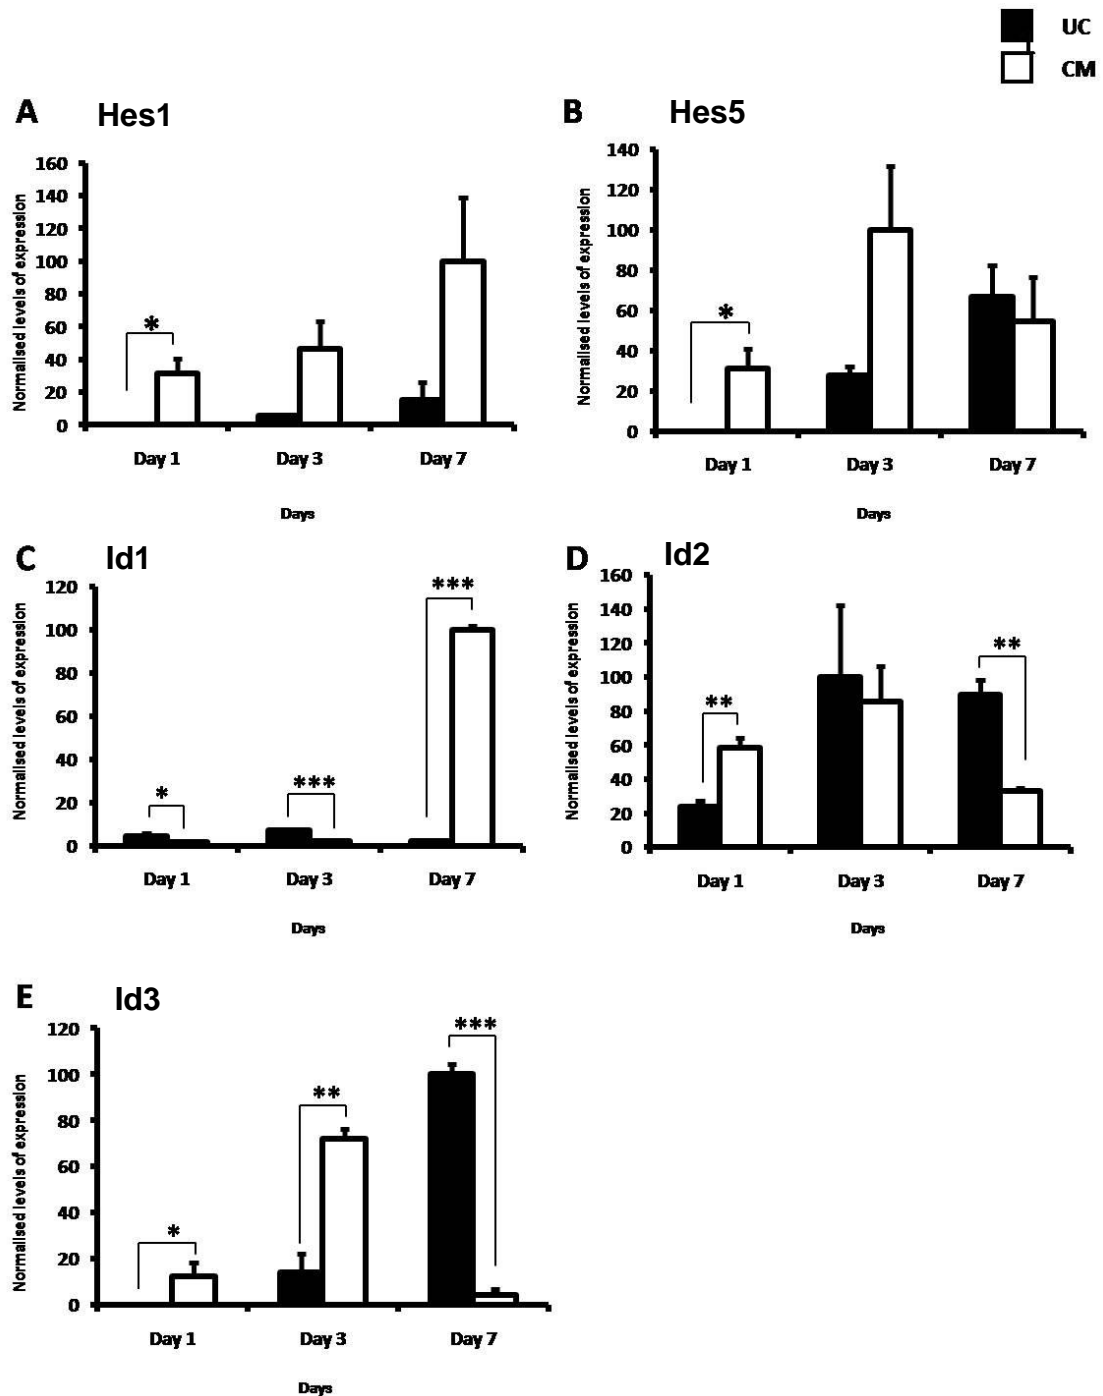 UC
CM
A Hes1
Normalised levels of expression
160
140
120
100
80
60
40
20
0
*
Day 1 Day 3 Day 7
Days
B Hes5
Normalised levels of expression
140
120
100
80
60
40
20
0
*
Day 1 Day 3 Day 7
Days
C Id1
Normalised levels of expression
120
100
80
60
40
20
0
* *** ***
Day 1 Day 3 Day 7
Days
D Id2
Normalised levels of expression
160
140
120
100
80
60
40
20
0
** **
Day 1 Day 3 Day 7
Days
E Id3
Normalised levels of expression
120
100
80
60
40
20
0
* ** ***
Day 1 Day 3 Day 7
Days